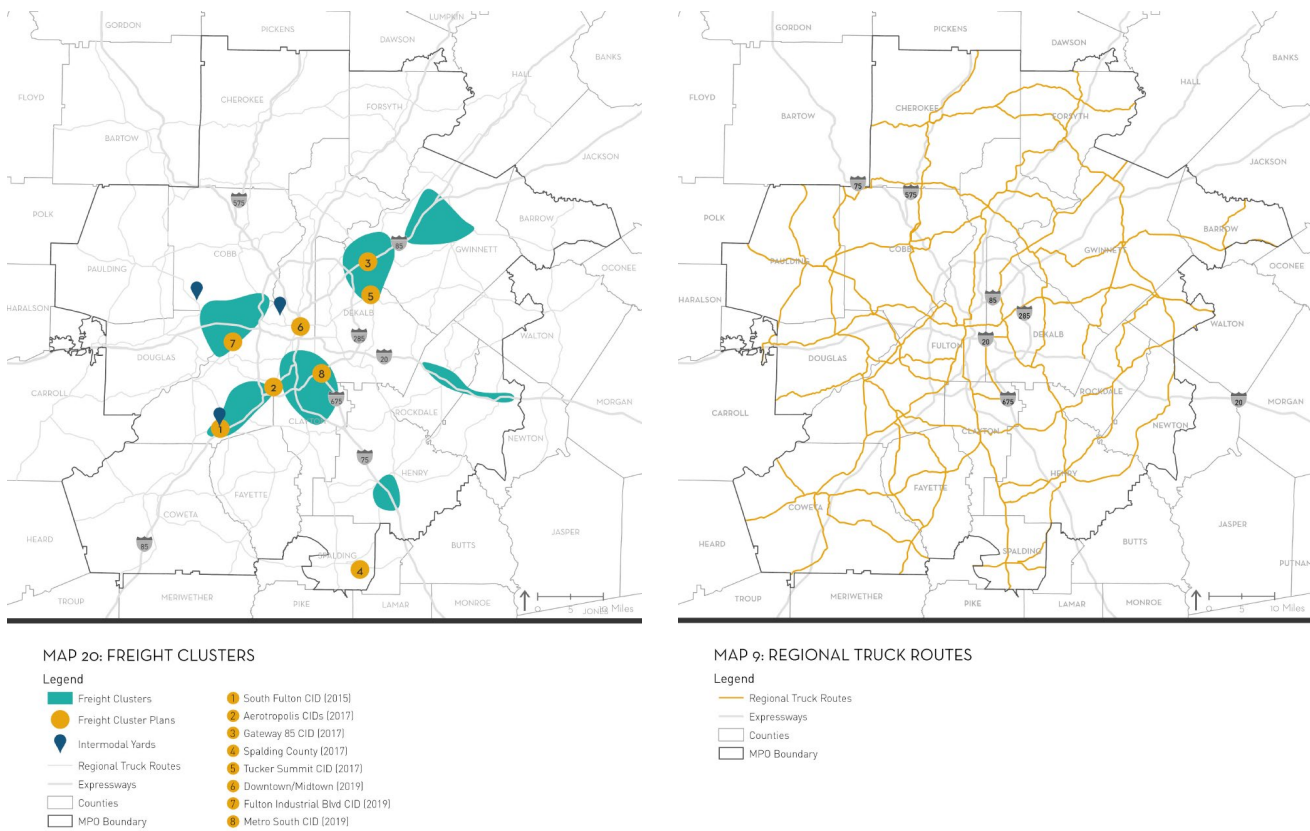 GORDON
PICKENS
LUMPKIN
DAWSON
BANKS
HALL
FLOYD
CHEROKEE
FORSYTH
BARTOW
JACKSON
575
POLK
BARROW
85
GWINNETT
COBB
3
PAULDING
OCONEE
5
HARALSON
DEKALB
6
285
WALTON
7
DOUGLAS
20
8
2
CARROLL
675
MORGAN
ROCKDALE
1
NEWTON
75
HENRY
FAYETTE
COWETA
JASPER
HEARD
85
BUTTS
SPALDING
4
TROUP
MERIWETHER
PIKE
LAMAR
MONROE
JONES
0 5 10 Miles
MAP 20: FREIGHT CLUSTERS
Legend
Freight Clusters
Freight Cluster Plans
Intermodal Yards
Regional Truck Routes
Expressways
Counties
MPO Boundary
1 South Fulton CID (2015)
2 Aerotropolis CIDs (2017)
3 Gateway 85 CID (2017)
4 Spalding County (2017)
5 Tucker Summit CID (2017)
6 Downtown/Midtown (2019)
7 Fulton Industrial Blvd CID (2019)
8 Metro South CID (2019)
GORDON
PICKENS
DAWSON
BANKS
HALL
FLOYD
CHEROKEE
FORSYTH
BARTOW
JACKSON
75
575
POLK
BARROW
COBB
GWINNETT
PAULDING
OCONEE
HARALSON
85
285
WALTON
DEKALB
20
FULTON
DOUGLAS
ROCKDALE
675
20
MORGAN
CARROLL
NEWTON
CLAYTON
HENRY
FAYETTE
COWETA
JASPER
HEARD
BUTTS
SPALDING
TROUP
MERIWETHER
PIKE
LAMAR
MONROE
0 5 10 Miles
MAP 9: REGIONAL TRUCK ROUTES
Legend
Regional Truck Routes
Expressways
Counties
MPO Boundary